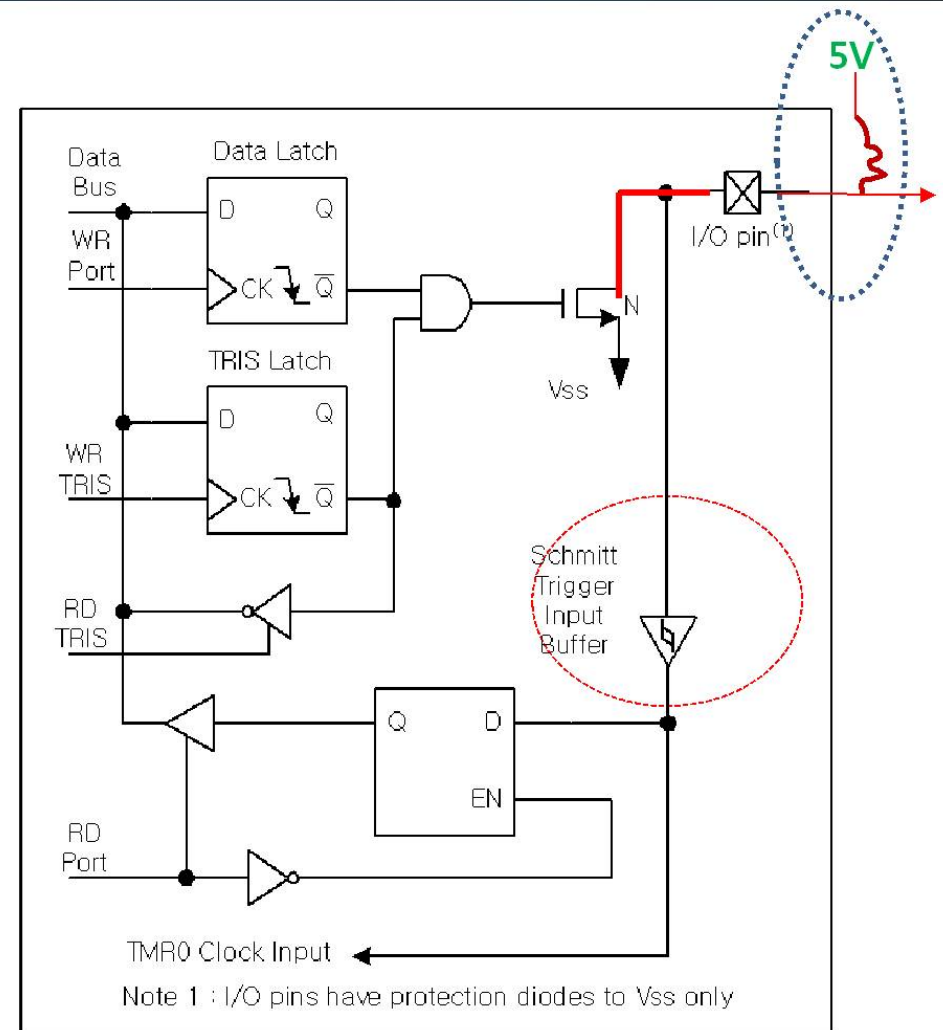 5V
Data Latch
Data
Bus
D
Q
WR
Port
CK
Q̅
I/O pin(1)
N
Vss
TRIS Latch
D
Q
WR
TRIS
CK
Q̅
Schmitt
Trigger
Input
Buffer
RD
TRIS
Q
D
EN
RD
Port
TMR0 Clock Input
Note 1 : I/O pins have protection diodes to Vss only